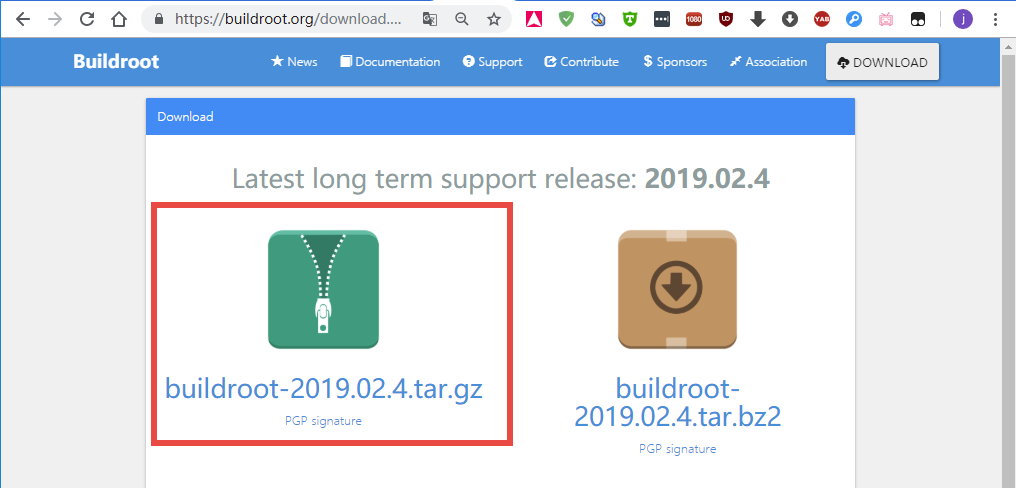 https://buildroot.org/download....
1080
YAB
j
Buildroot
News
Documentation
Support
Contribute
$ Sponsors
Association
DOWNLOAD
Download
Latest long term support release: 2019.02.4
buildroot-2019.02.4.tar.gz
PGP signature
buildroot-
2019.02.4.tar.bz2
PGP signature